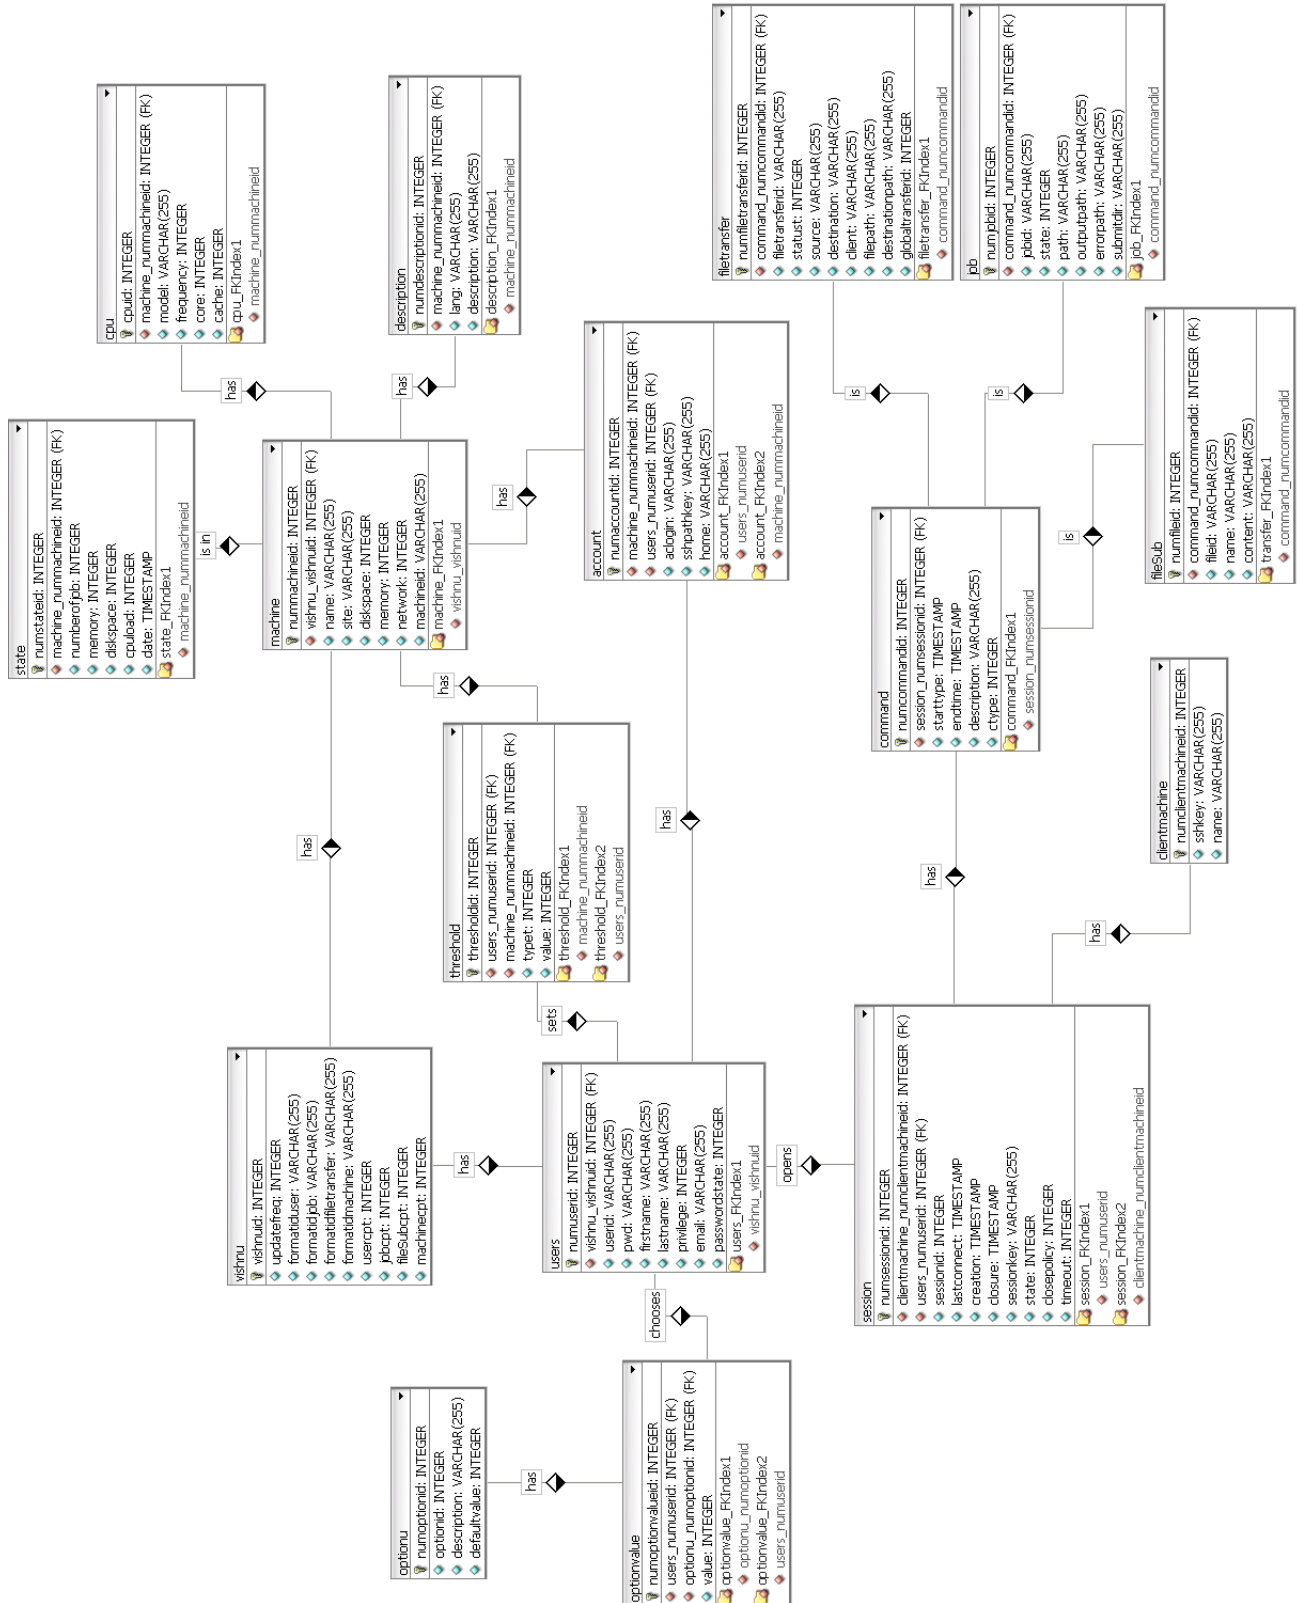 state
numstateid: INTEGER
machine_nummachineid: INTEGER (FK)
numberofjob: INTEGER
memory: INTEGER
diskspace: INTEGER
cpuload: INTEGER
date: TIMESTAMP
state_FKIndex1
machine_nummachineid
is in
cpu
cpuid: INTEGER
machine_nummachineid: INTEGER (FK)
model: VARCHAR(255)
frequency: INTEGER
core: INTEGER
cache: INTEGER
cpu_FKIndex1
machine_nummachineid
has
vishnu
vishnuid: INTEGER
updatefreq: INTEGER
formatiduser: VARCHAR(255)
formatidjob: VARCHAR(255)
formatidfiletransfer: VARCHAR(255)
formatidmachine: VARCHAR(255)
usercpt: INTEGER
jobcpt: INTEGER
fileSubcpt: INTEGER
machinecpt: INTEGER
has
machine
nummachineid: INTEGER
vishnu_vishnuid: INTEGER (FK)
name: VARCHAR(255)
site: VARCHAR(255)
diskspace: INTEGER
memory: INTEGER
network: INTEGER
machineid: VARCHAR(255)
machine_FKIndex1
vishnu_vishnuid
description
numdescriptionid: INTEGER
machine_nummachineid: INTEGER (FK)
lang: VARCHAR(255)
description: VARCHAR(255)
description_FKIndex1
machine_nummachineid
has
optionu
numoptionid: INTEGER
optionid: INTEGER
description: VARCHAR(255)
defaultvalue: INTEGER
has
has
has
has
threshold
thresholdid: INTEGER
users_numuserid: INTEGER (FK)
machine_nummachineid: INTEGER (FK)
typet: INTEGER
value: INTEGER
threshold_FKIndex1
machine_nummachineid
threshold_FKIndex2
users_numuserid
sets
users
numuserid: INTEGER
vishnu_vishnuid: INTEGER (FK)
userid: VARCHAR(255)
pwd: VARCHAR(255)
firstname: VARCHAR(255)
lastname: VARCHAR(255)
privilege: INTEGER
email: VARCHAR(255)
passwordstate: INTEGER
users_FKIndex1
vishnu_vishnuid
account
numaccountid: INTEGER
machine_nummachineid: INTEGER (FK)
users_numuserid: INTEGER (FK)
aclogin: VARCHAR(255)
sshpathkey: VARCHAR(255)
home: VARCHAR(255)
account_FKIndex1
users_numuserid
account_FKIndex2
machine_nummachineid
optionvalue
numoptionvalueid: INTEGER
users_numuserid: INTEGER (FK)
optionu_numoptionid: INTEGER (FK)
value: INTEGER
optionvalue_FKIndex1
optionu_numoptionid
optionvalue_FKIndex2
users_numuserid
chooses
has
opens
filetransfer
numfiletransferid: INTEGER
command_numcommandid: INTEGER (FK)
filetransferid: VARCHAR(255)
statust: INTEGER
source: VARCHAR(255)
destination: VARCHAR(255)
client: VARCHAR(255)
filepath: VARCHAR(255)
destinationpath: VARCHAR(255)
globaltransferid: INTEGER
filetransfer_FKIndex1
command_numcommandid
is
session
numsessionid: INTEGER
clientmachine_numclientmachineid: INTEGER (FK)
users_numuserid: INTEGER (FK)
sessionid: INTEGER
lastconnect: TIMESTAMP
creation: TIMESTAMP
closure: TIMESTAMP
sessionkey: VARCHAR(255)
state: INTEGER
closepolicy: INTEGER
timeout: INTEGER
session_FKIndex1
users_numuserid
session_FKIndex2
clientmachine_numclientmachineid
has
command
numcommandid: INTEGER
session_numsessionid: INTEGER (FK)
starttype: TIMESTAMP
endtime: TIMESTAMP
description: VARCHAR(255)
ctype: INTEGER
command_FKIndex1
session_numsessionid
job
numjobid: INTEGER
command_numcommandid: INTEGER (FK)
jobid: VARCHAR(255)
state: INTEGER
path: VARCHAR(255)
outputpath: VARCHAR(255)
errorpath: VARCHAR(255)
submitdir: VARCHAR(255)
job_FKIndex1
command_numcommandid
is
is
has
clientmachine
numclientmachineid: INTEGER
sshkey: VARCHAR(255)
name: VARCHAR(255)
fileSub
numfileid: INTEGER
command_numcommandid: INTEGER (FK)
fileid: VARCHAR(255)
name: VARCHAR(255)
content: VARCHAR(255)
transfer_FKIndex1
command_numcommandid